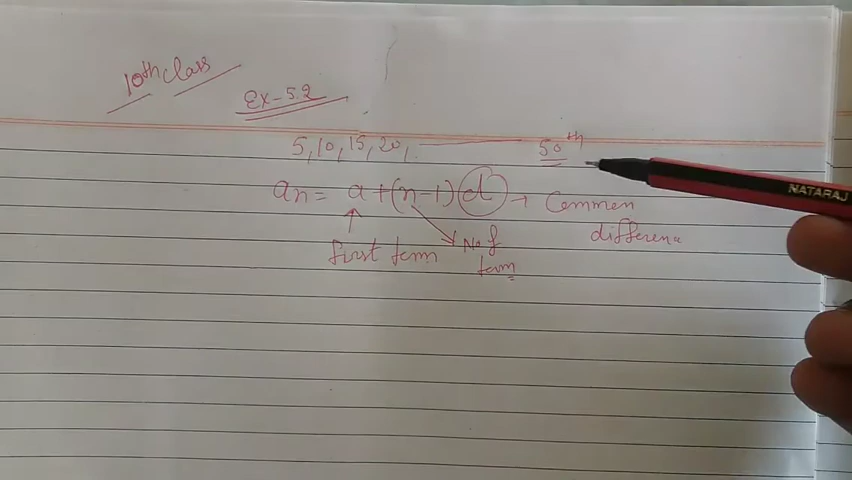 10th class
Ex-5.2
5, 10, 15, 20, —— 50th
an = a + (n-1) d → Common
difference
first term
No of
term
NATARAJ